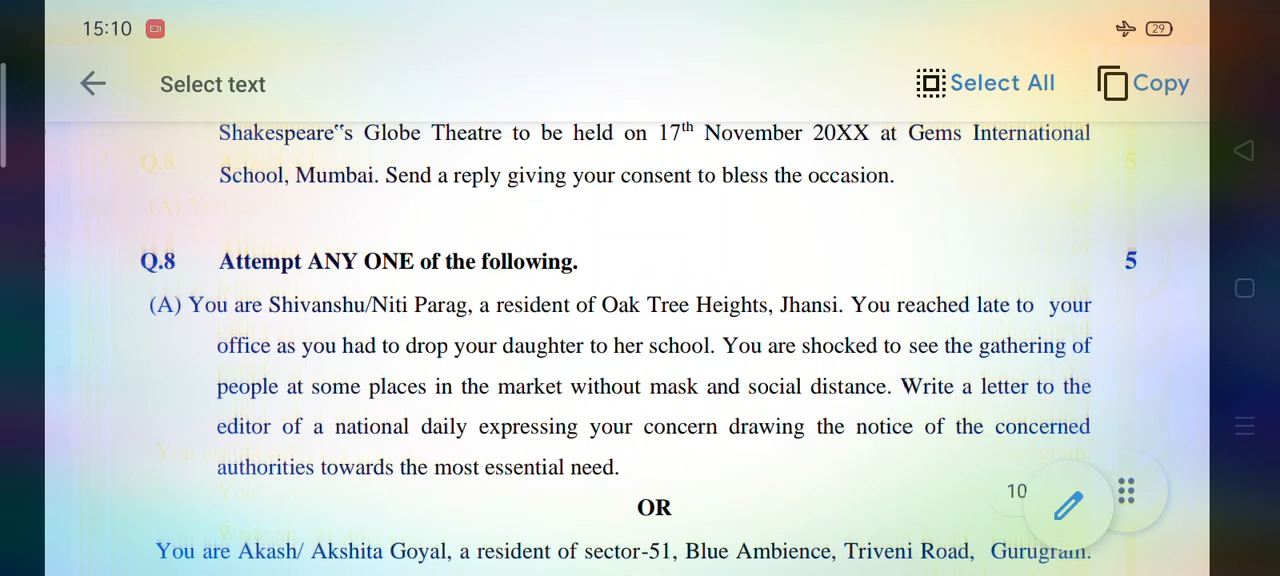 15:10
29
Select text
Select All
Copy
Shakespeare‟s Globe Theatre to be held on 17th November 20XX at Gems International
School, Mumbai. Send a reply giving your consent to bless the occasion.
Q.8 Attempt ANY ONE of the following. 5
(A) You are Shivanshu/Niti Parag, a resident of Oak Tree Heights, Jhansi. You reached late to your
office as you had to drop your daughter to her school. You are shocked to see the gathering of
people at some places in the market without mask and social distance. Write a letter to the
editor of a national daily expressing your concern drawing the notice of the concerned
authorities towards the most essential need.
10
OR
You are Akash/ Akshita Goyal, a resident of sector-51, Blue Ambience, Triveni Road, Gurugram.